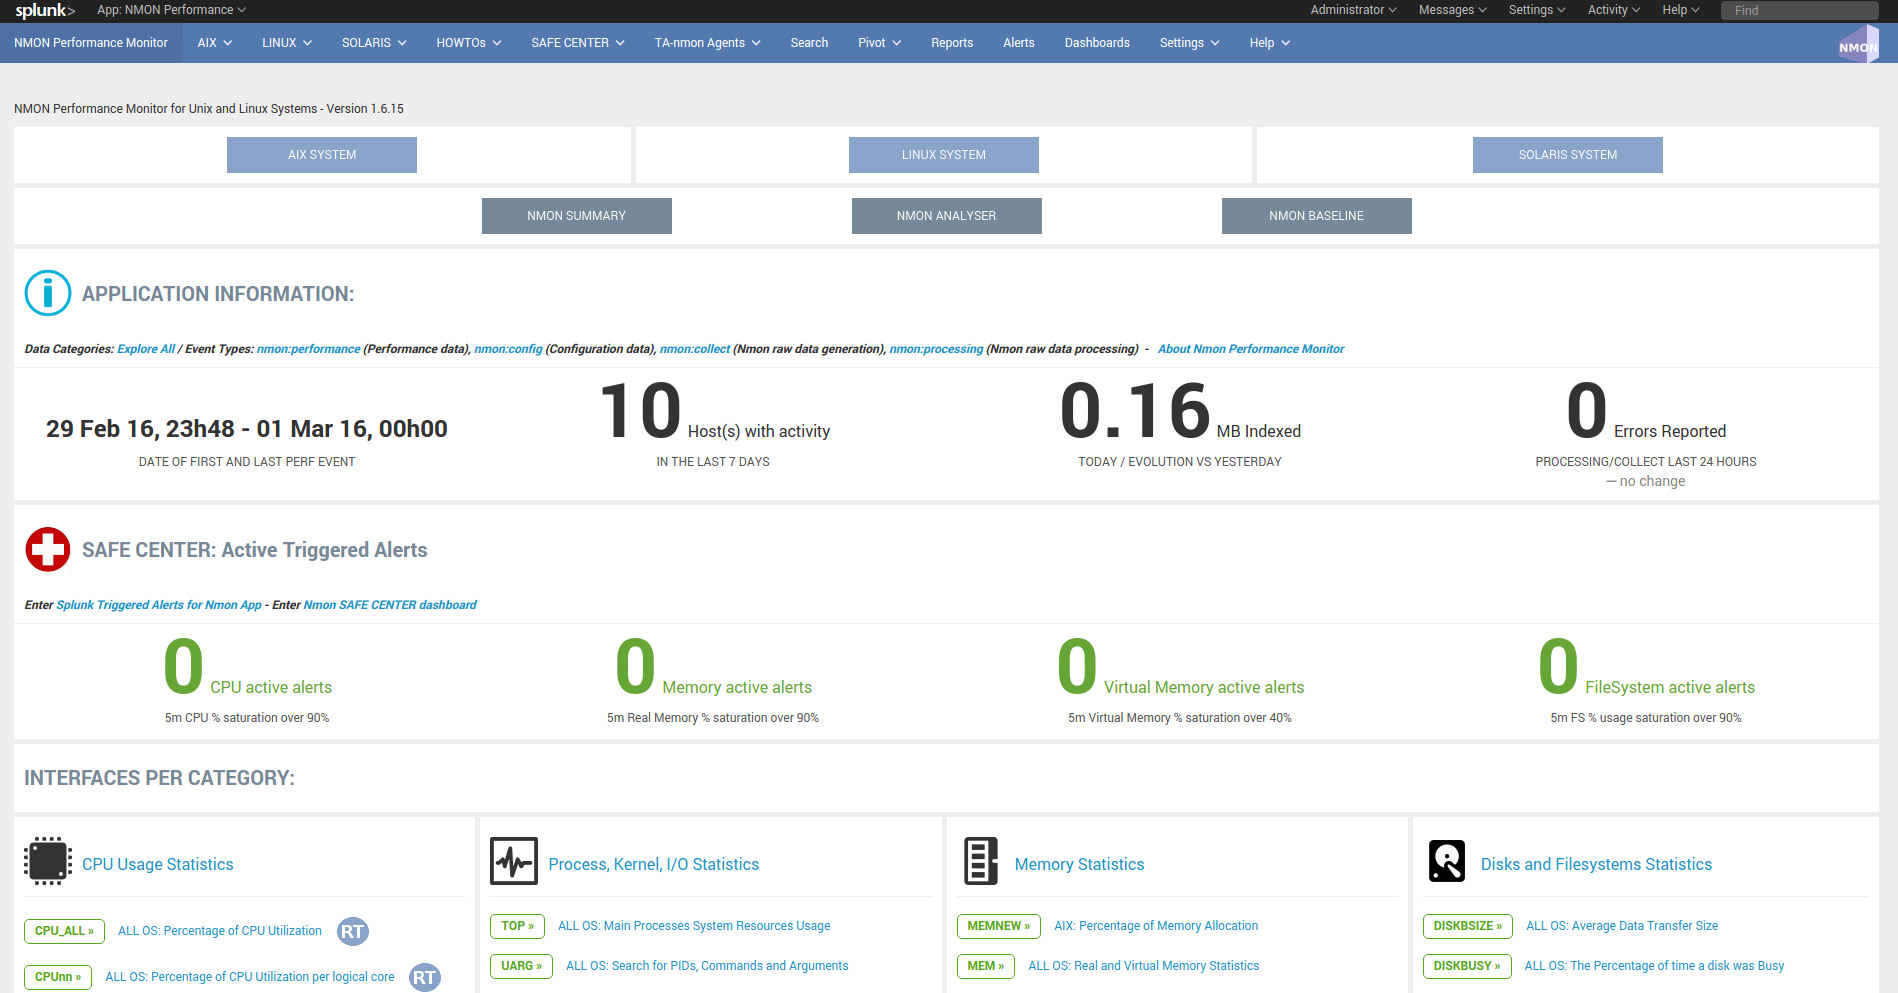 splunk> App: NMON Performance Administrator Messages Settings Activity Help Find
NMON Performance Monitor AIX LINUX SOLARIS HOWTOs SAFE CENTER TA-nmon Agents Search Pivot Reports Alerts Dashboards Settings Help NMON
NMON Performance Monitor for Unix and Linux Systems - Version 1.6.15
AIX SYSTEM LINUX SYSTEM SOLARIS SYSTEM
NMON SUMMARY NMON ANALYSER NMON BASELINE
APPLICATION INFORMATION:
Data Categories: Explore All / Event Types: nmon:performance (Performance data), nmon:config (Configuration data), nmon:collect (Nmon raw data generation), nmon:processing (Nmon raw data processing) - About Nmon Performance Monitor
29 Feb 16, 23h48 - 01 Mar 16, 00h00 10 Host(s) with activity 0.16 MB Indexed 0 Errors Reported
DATE OF FIRST AND LAST PERF EVENT IN THE LAST 7 DAYS TODAY / EVOLUTION VS YESTERDAY PROCESSING/COLLECT LAST 24 HOURS
— no change
SAFE CENTER: Active Triggered Alerts
Enter Splunk Triggered Alerts for Nmon App - Enter Nmon SAFE CENTER dashboard
0 CPU active alerts 0 Memory active alerts 0 Virtual Memory active alerts 0 FileSystem active alerts
5m CPU % saturation over 90% 5m Real Memory % saturation over 90% 5m Virtual Memory % saturation over 40% 5m FS % usage saturation over 90%
INTERFACES PER CATEGORY:
CPU Usage Statistics Process, Kernel, I/O Statistics Memory Statistics Disks and Filesystems Statistics
CPU_ALL » ALL OS: Percentage of CPU Utilization RT TOP » ALL OS: Main Processes System Resources Usage MEMNEW » AIX: Percentage of Memory Allocation DISKBSIZE » ALL OS: Average Data Transfer Size
CPUnn » ALL OS: Percentage of CPU Utilization per logical core RT UARG » ALL OS: Search for PIDs, Commands and Arguments MEM » ALL OS: Real and Virtual Memory Statistics DISKBUSY » ALL OS: The Percentage of time a disk was Busy